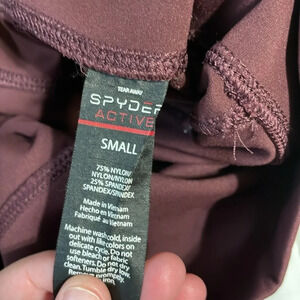 TEAR AWAY
SPYDER
ACTIVE
SMALL
75% NYLON/
NYLON/NYLON
25% SPANDEX/
SPANDEX/SPANDEX
Made in Vietnam
Hecho en Vietnam
Fabriqué au Vietnam
Machine wash cold, inside
out with like colors on
delicate cycle. Do not
use bleach or fabric
softeners. Do not dry
clean. Tumble dry low.
Remove promptly.